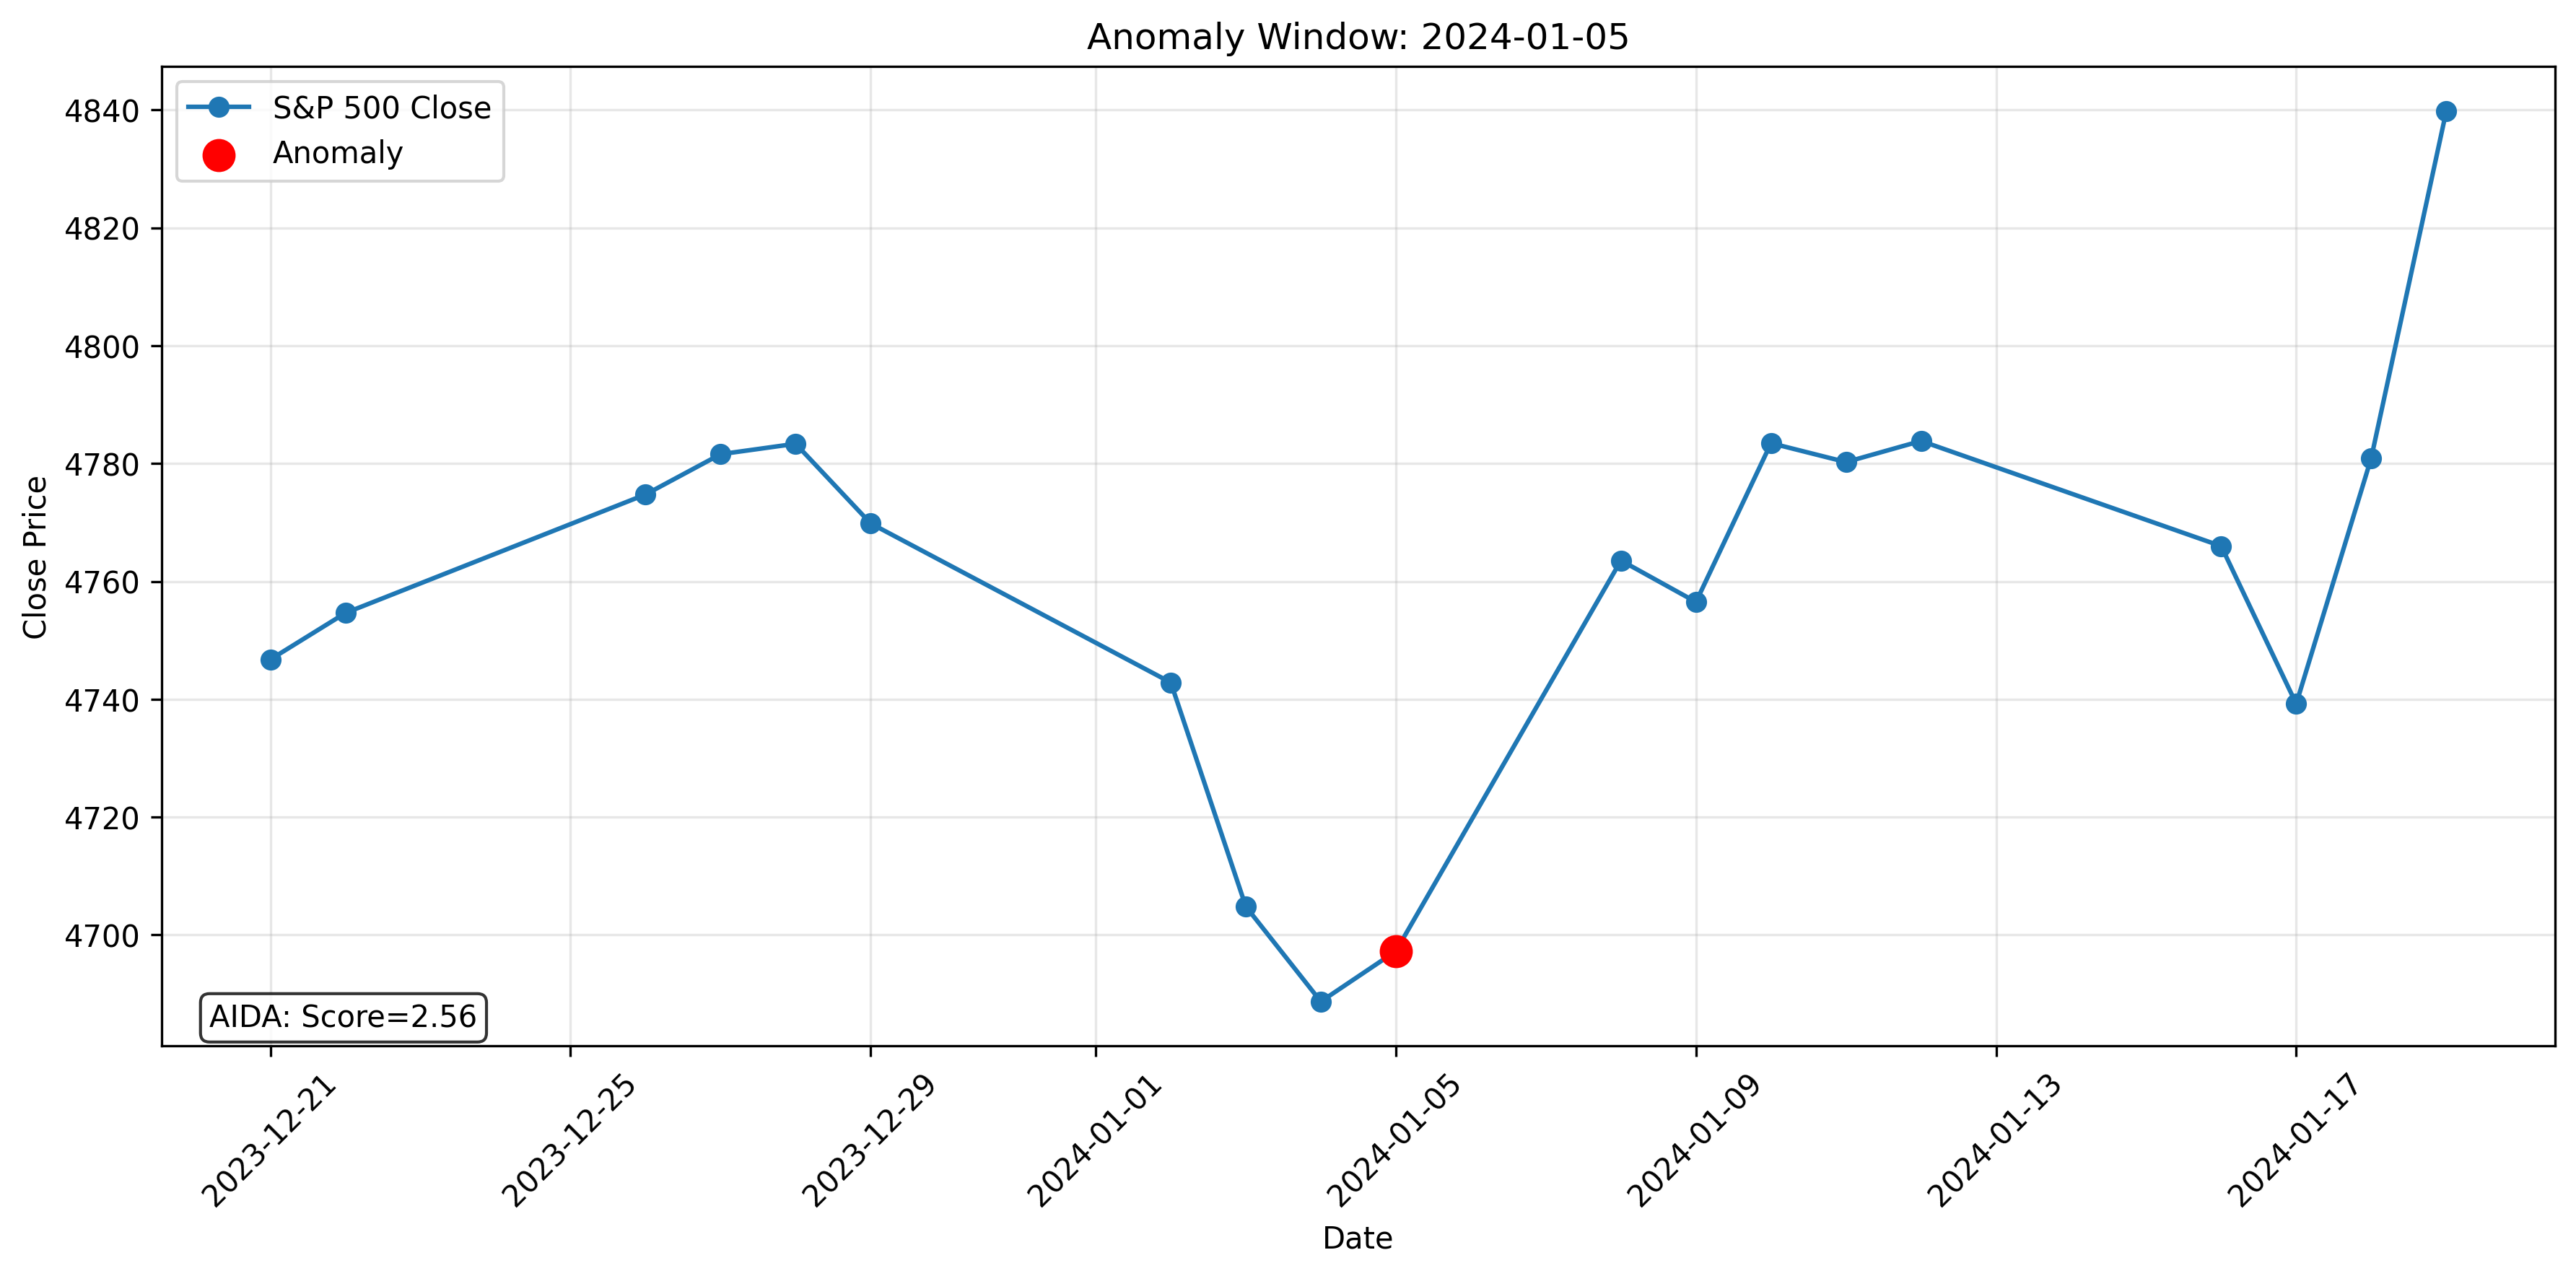 Anomaly Window: 2024-01-05
S&P 500 Close
Anomaly
4840
4820
4800
4780
4760
4740
4720
4700
Close Price
AIDA: Score=2.56
2023-12-21
2023-12-25
2023-12-29
2024-01-01
2024-01-05
2024-01-09
2024-01-13
2024-01-17
Date